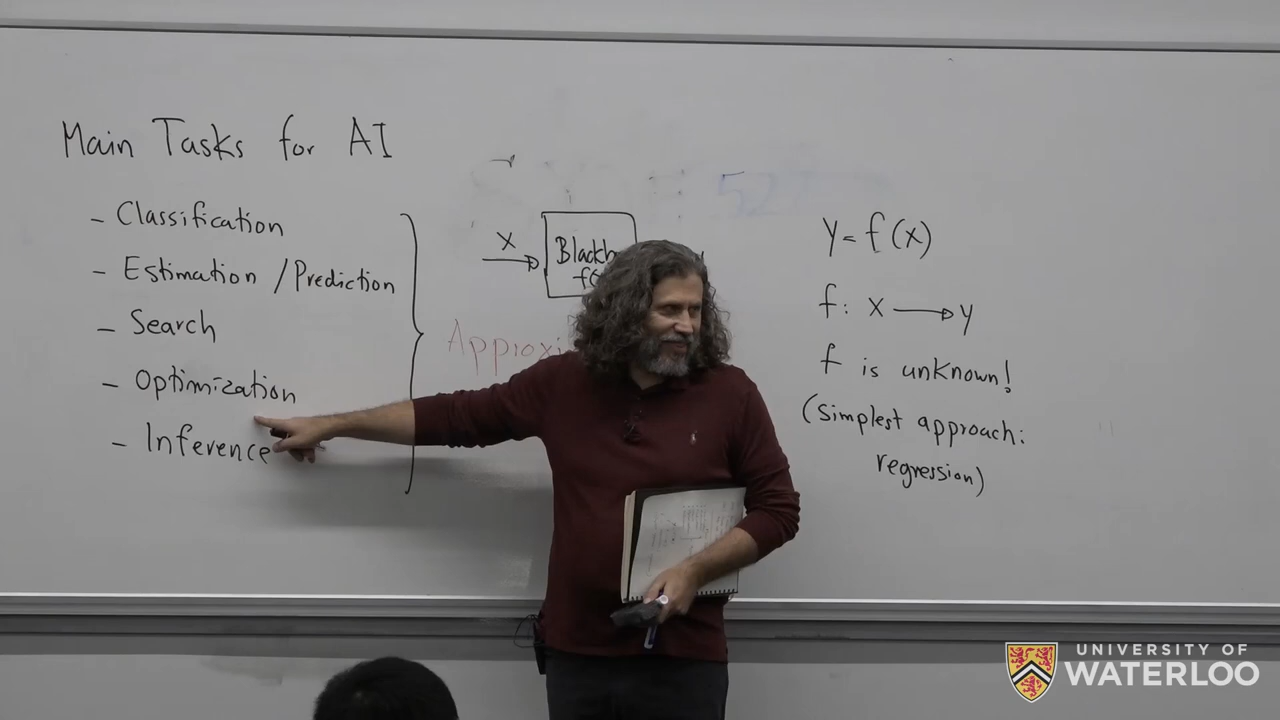 Main Tasks for AI
- Classification
- Estimation / Prediction
- Search
- Optimization
- Inference
X
y = f(x)
f: x → y
f is unknown!
(simplest approach:
regression)
UNIVERSITY OF
WATERLOO